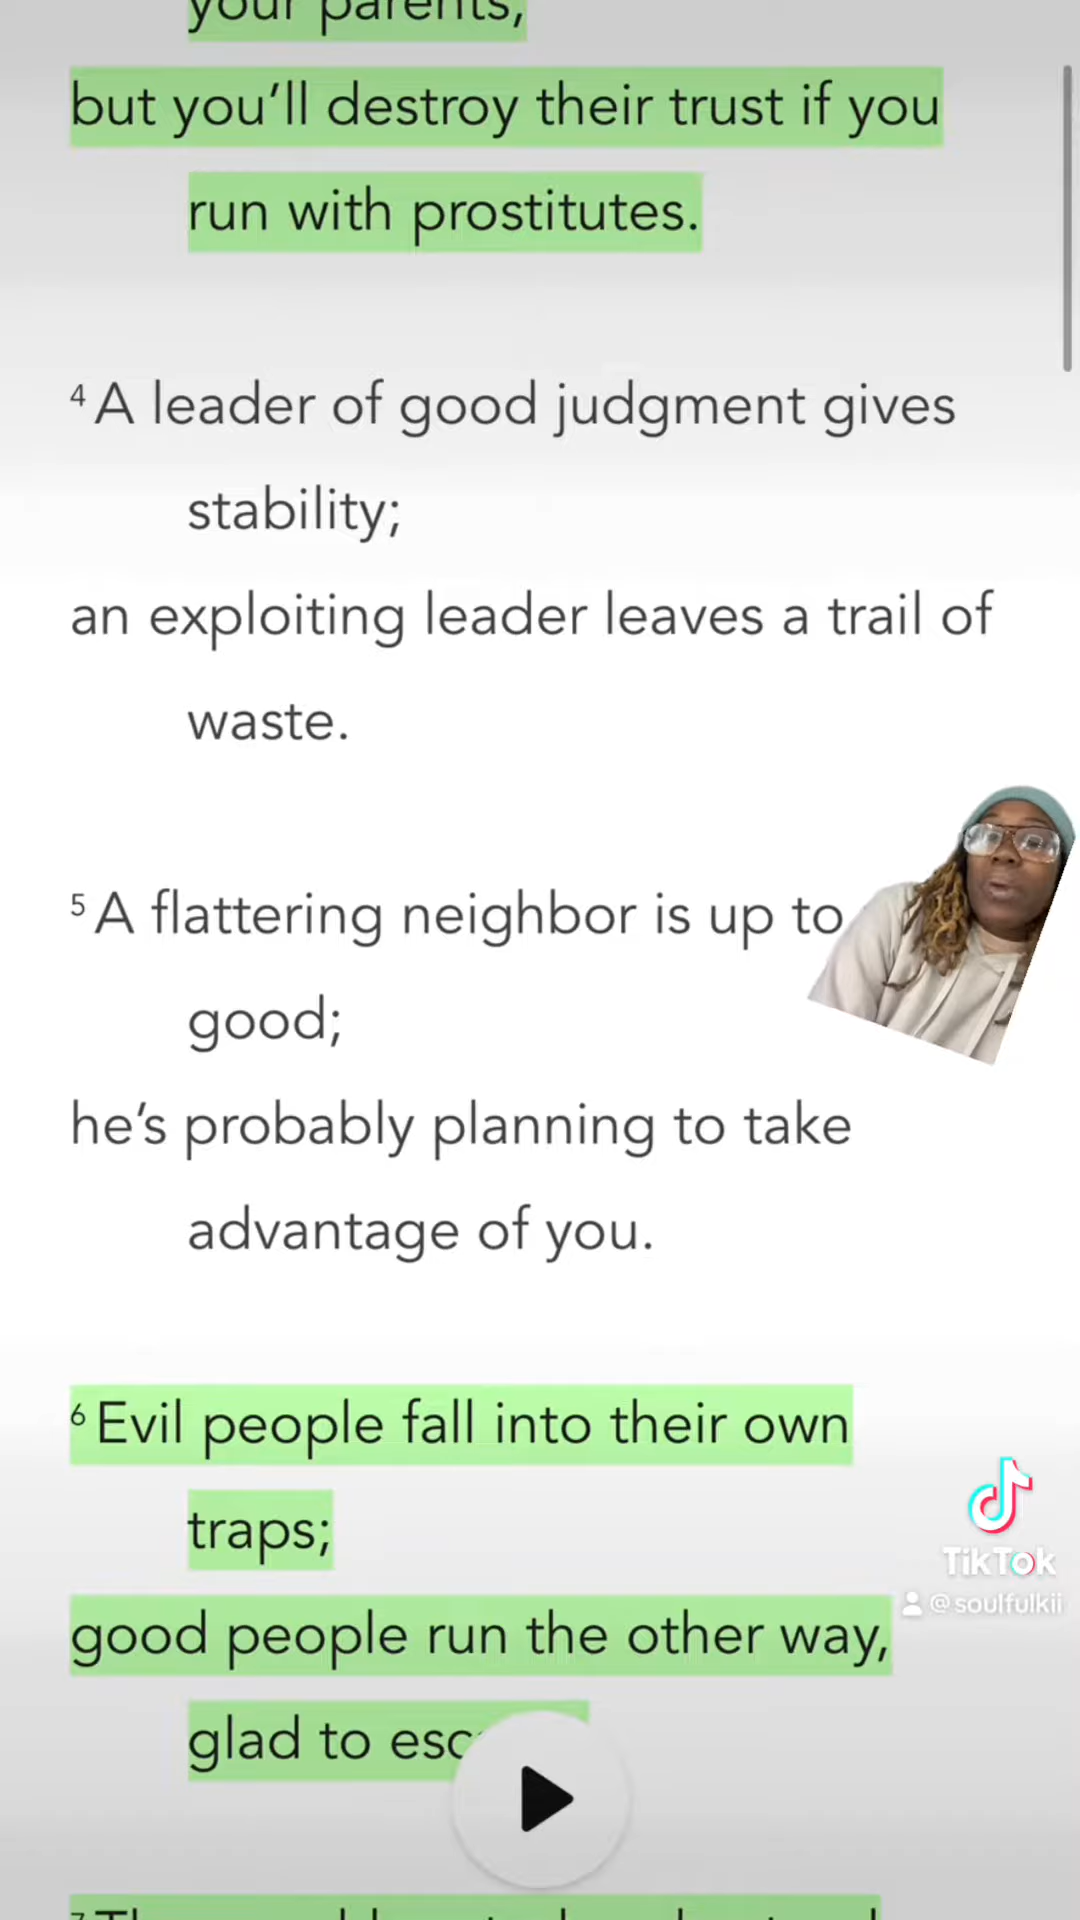 your parents,
but you’ll destroy their trust if you
run with prostitutes.
4 A leader of good judgment gives
stability;
an exploiting leader leaves a trail of
waste.
5 A flattering neighbor is up to
good;
he’s probably planning to take
advantage of you.
6 Evil people fall into their own
traps;
good people run the other way,
glad to
TikTok
@soulfulkii
7